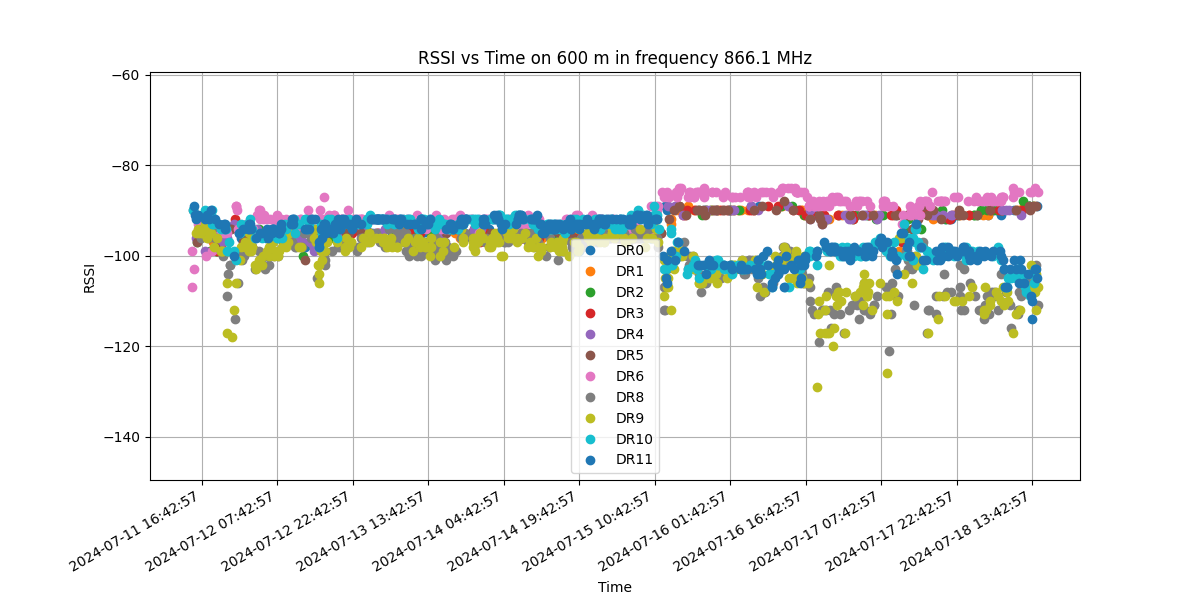 RSSI vs Time on 600 m in frequency 866.1 MHz
RSSI
−60
−80
−100
−120
−140
DR0
DR1
DR2
DR3
DR4
DR5
DR6
DR8
DR9
DR10
DR11
2024-07-11 16:42:57
2024-07-12 07:42:57
2024-07-12 22:42:57
2024-07-13 13:42:57
2024-07-14 04:42:57
2024-07-14 19:42:57
2024-07-15 10:42:57
2024-07-16 01:42:57
2024-07-16 16:42:57
2024-07-17 07:42:57
2024-07-17 22:42:57
2024-07-18 13:42:57
Time